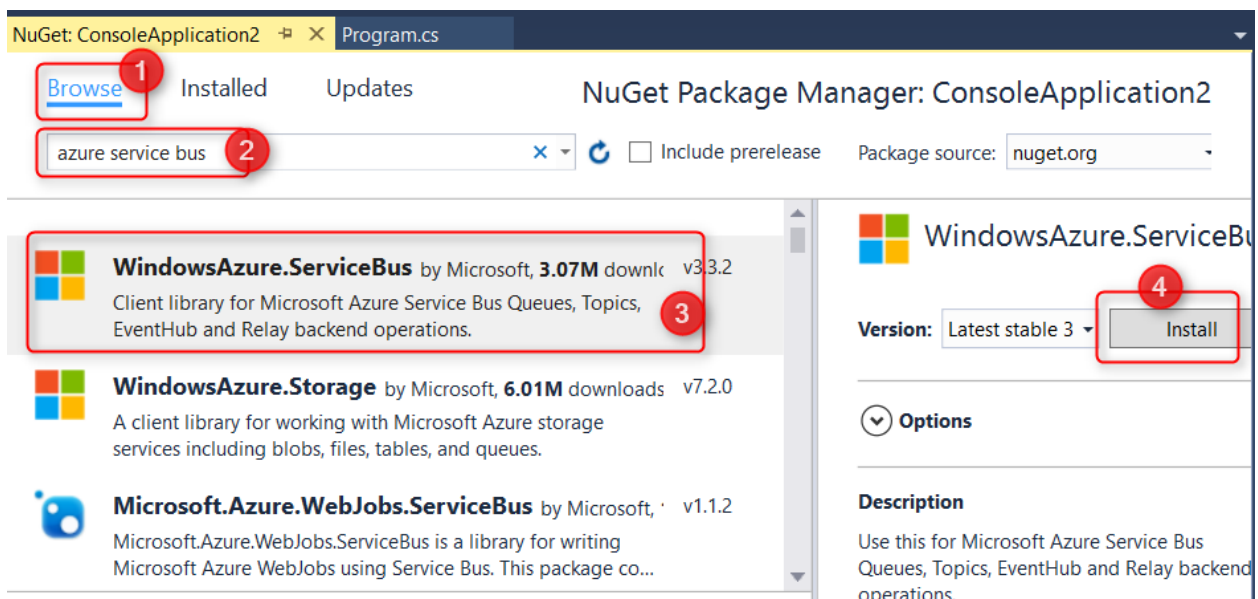 NuGet: ConsoleApplication2
Program.cs
1
Browse
Installed
Updates
NuGet Package Manager: ConsoleApplication2
azure service bus
2
Include prerelease
Package source: nuget.org
WindowsAzure.ServiceBus by Microsoft, 3.07M v3.3.2
Client library for Microsoft Azure Service Bus Queues, Topics,
EventHub and Relay backend operations.
3
WindowsAzure.Storage by Microsoft, 6.01M downloads v7.2.0
A client library for working with Microsoft Azure storage
services including blobs, files, tables, and queues.
Microsoft.Azure.WebJobs.ServiceBus by Microsoft, v1.1.2
Microsoft.Azure.WebJobs.ServiceBus is a library for writing
Microsoft Azure WebJobs using Service Bus. This package co...
WindowsAzure.ServiceBu
4
Version: Latest stable 3
Install
Options
Description
Use this for Microsoft Azure Service Bus
Queues, Topics, EventHub and Relay backend
operations